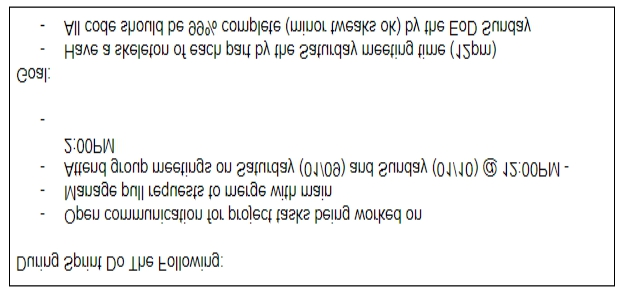 During Sprint Do The Following:
- Open communication for project tasks being worked on
- Manage pull requests to merge with main
- Attend group meetings on Saturday (01/09) and Sunday (01/10) @ 12:00PM -
2:00PM
-
Goal:
- Have a skeleton of each part by the Saturday meeting time (12pm)
- All code should be 99% complete (minor tweaks ok) by the EoD Sunday